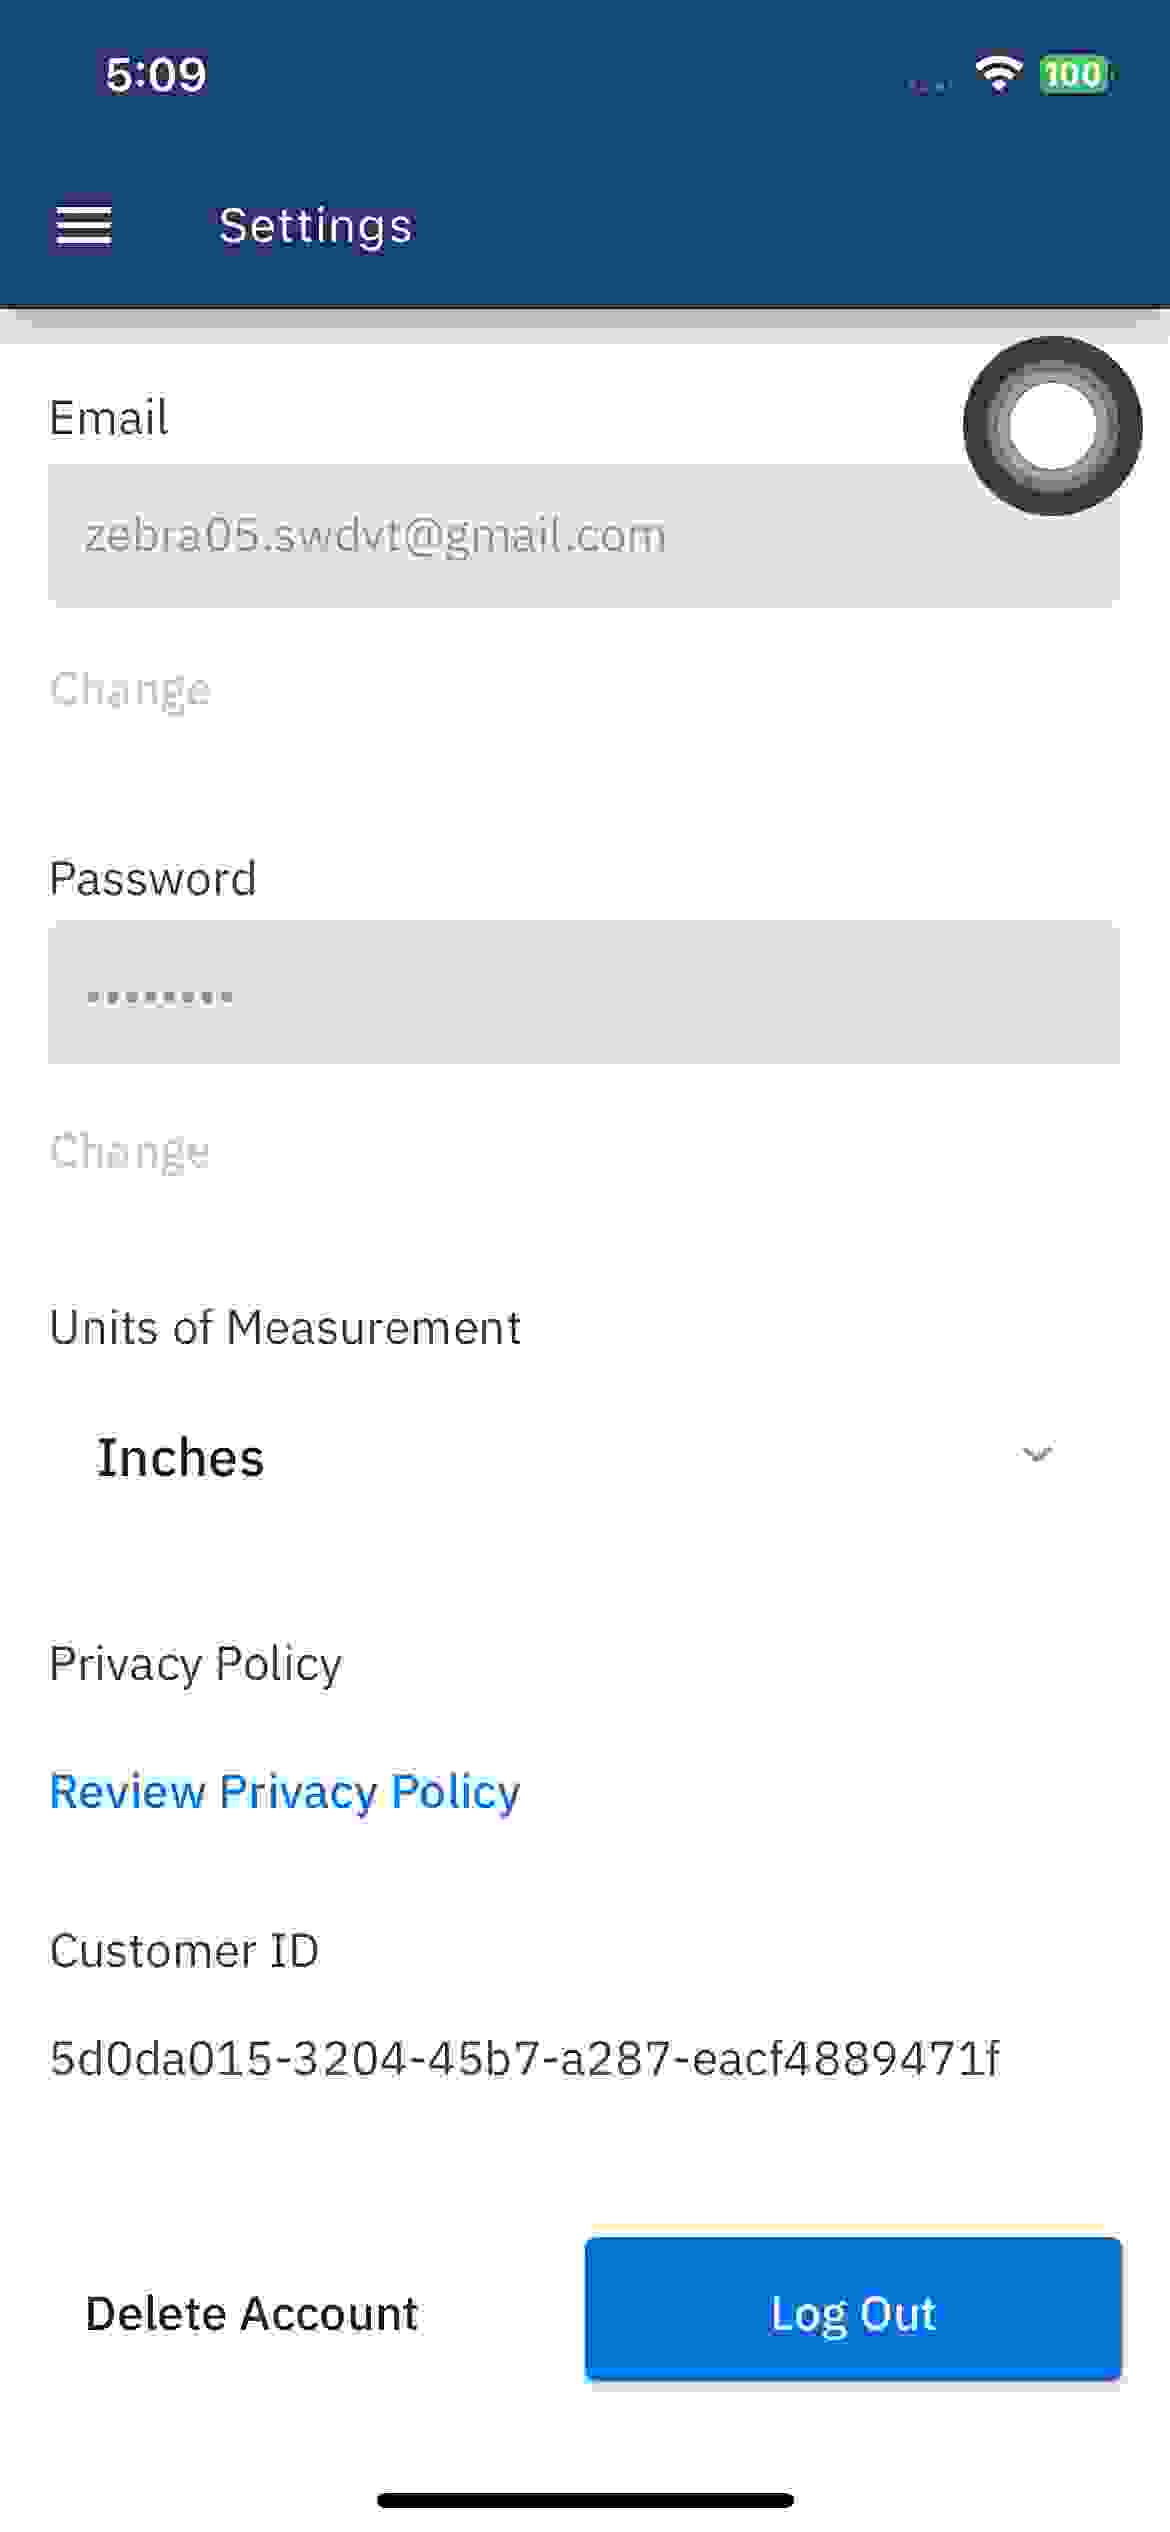 5:09
100
Settings
Email
zebra05.swdvt@gmail.com
Change
Password
••••••••
Change
Units of Measurement
Inches
Privacy Policy
Review Privacy Policy
Customer ID
5d0da015-3204-45b7-a287-eacf4889471f
Delete Account
Log Out